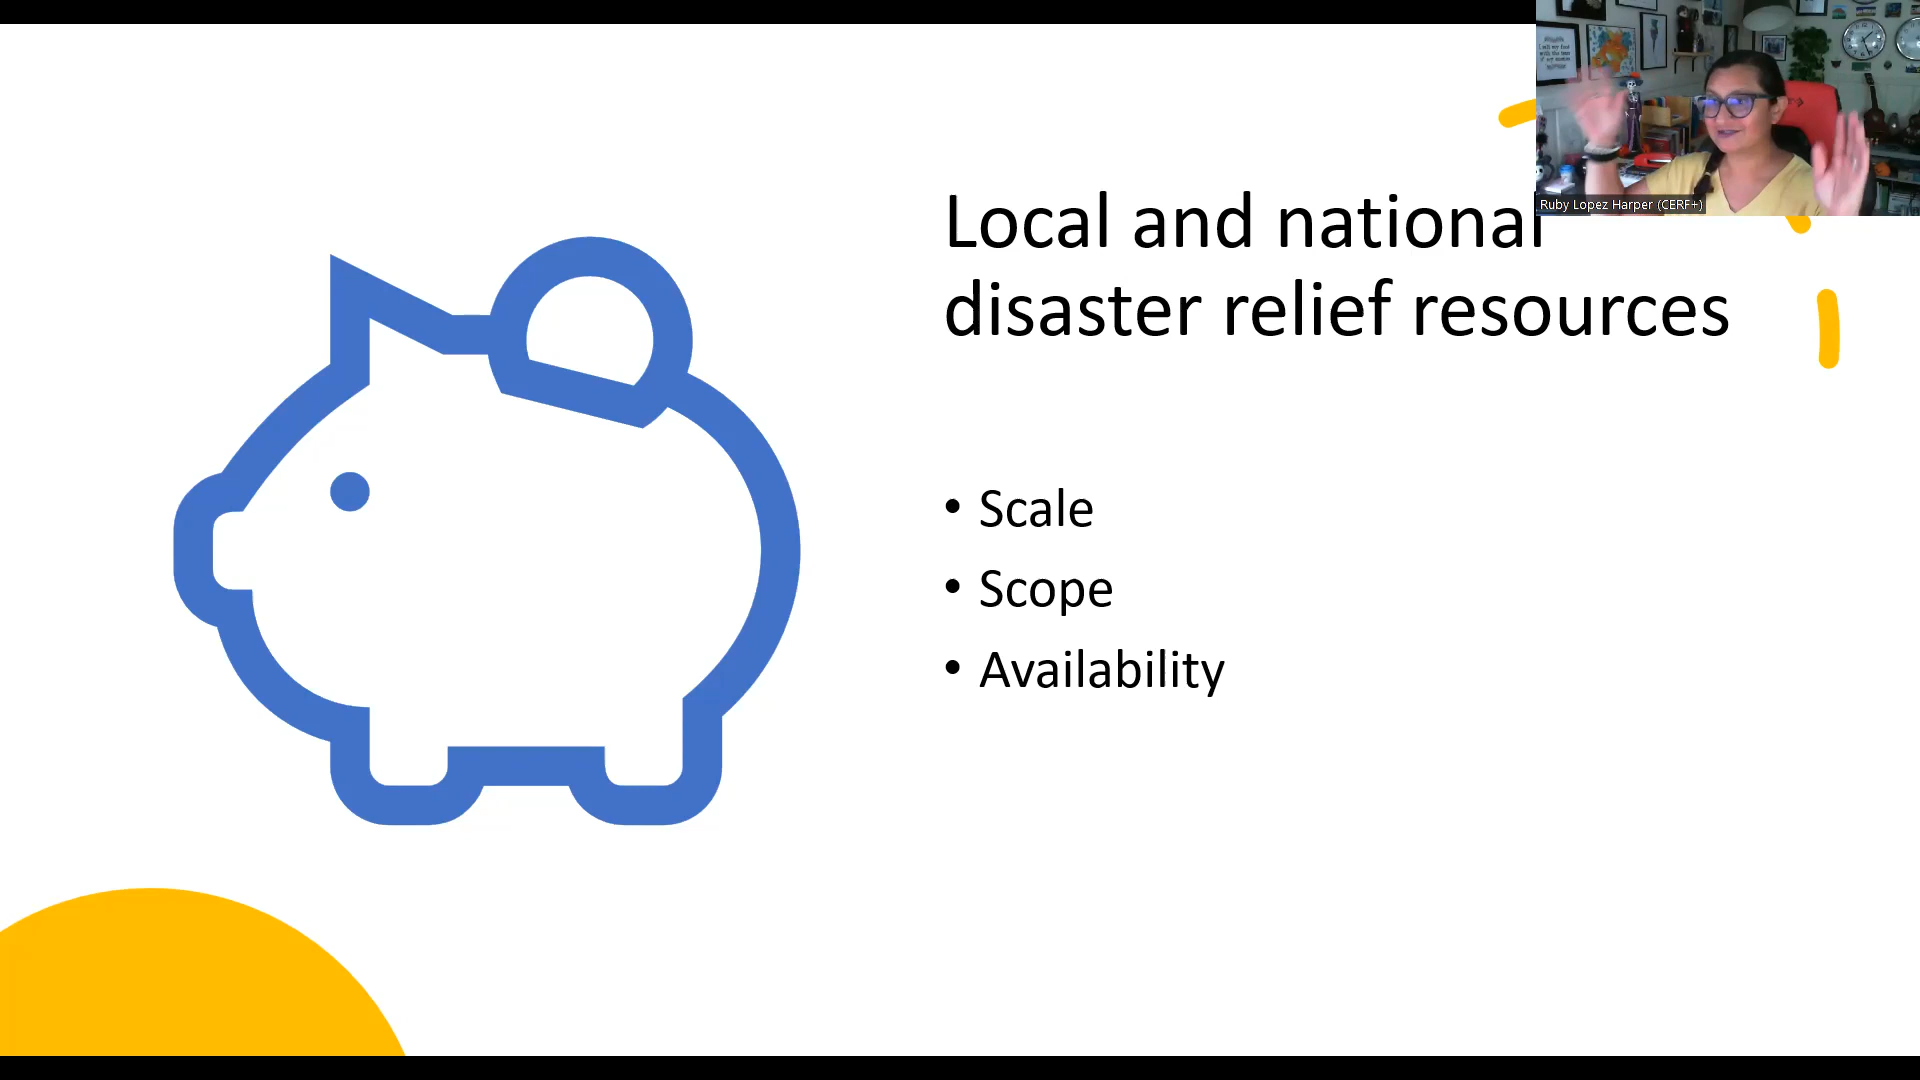 Local and national
disaster relief resources
• Scale
• Scope
• Availability
Ruby Lopez Harper (CERF+)